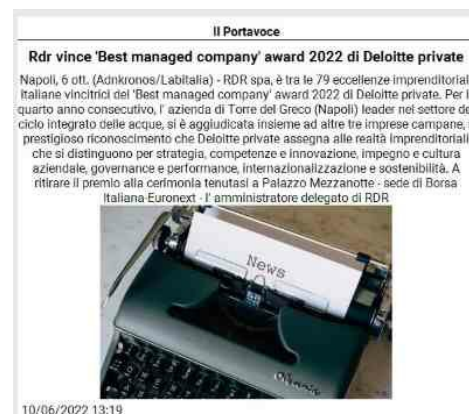 Il Portavoce
Rdr vince 'Best managed company' award 2022 di Deloitte private
Napoli, 6 ott. (Adnkronos/Labitalia) - RDR spa, è tra le 79 eccellenze imprenditorial
italiane vincitrici del 'Best managed company' award 2022 di Deloitte private. Per i
quarto anno consecutivo, l' azienda di Torre del Greco (Napoli) leader nel settore de
ciclo integrato delle acque, si è aggiudicata insieme ad altre tre imprese campane,
prestigioso riconoscimento che Deloitte private assegna alle realtà imprenditoriali
che si distinguono per strategia, competenze e innovazione, impegno e cultura
aziendale, governance e performance, internazionalizzazione e sostenibilità. A
ritirare il premio alla cerimonia tenutasi a Palazzo Mezzanotte - sede di Borsa
Italiana-Euronext - l' amministratore delegato di RDR
News
10/06/2022 13:19